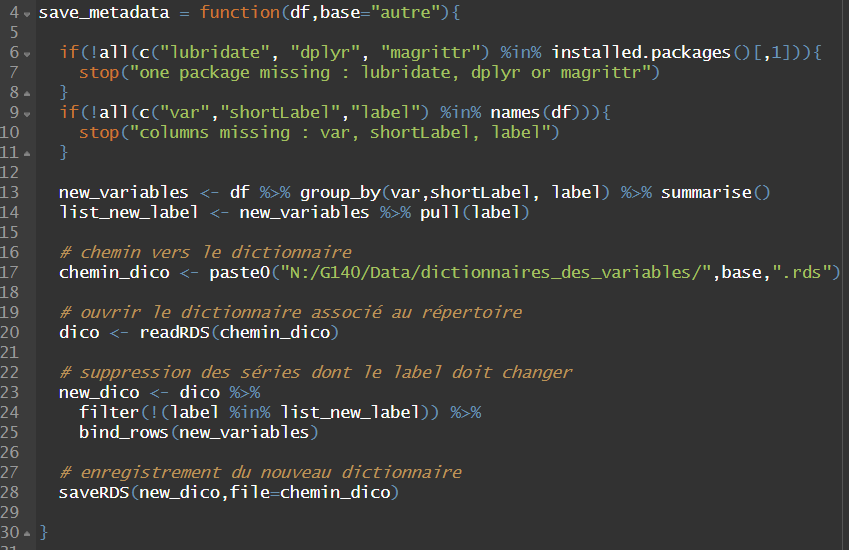 4 save_metadata = function(df,base="autre"){
5
6 if(!all(c("lubridate", "dplyr", "magrittr") %in% installed.packages()[,1])){
7 stop("one package missing : lubridate, dplyr or magrittr")
8 }
9 if(!all(c("var","shortLabel","label") %in% names(df))){
10 stop("columns missing : var, shortLabel, label")
11 }
12
13 new_variables <- df %>% group_by(var,shortLabel, label) %>% summarise()
14 list_new_label <- new_variables %>% pull(label)
15
16 # chemin vers le dictionnaire
17 chemin_dico <- paste0("N:/G140/Data/dictionnaires_des_variables/",base,".rds")
18
19 # ouvrir le dictionnaire associé au répertoire
20 dico <- readRDS(chemin_dico)
21
22 # suppression des séries dont le label doit changer
23 new_dico <- dico %>%
24 filter(!(label %in% list_new_label)) %>%
25 bind_rows(new_variables)
26
27 # enregistrement du nouveau dictionnaire
28 saveRDS(new_dico,file=chemin_dico)
29
30 }